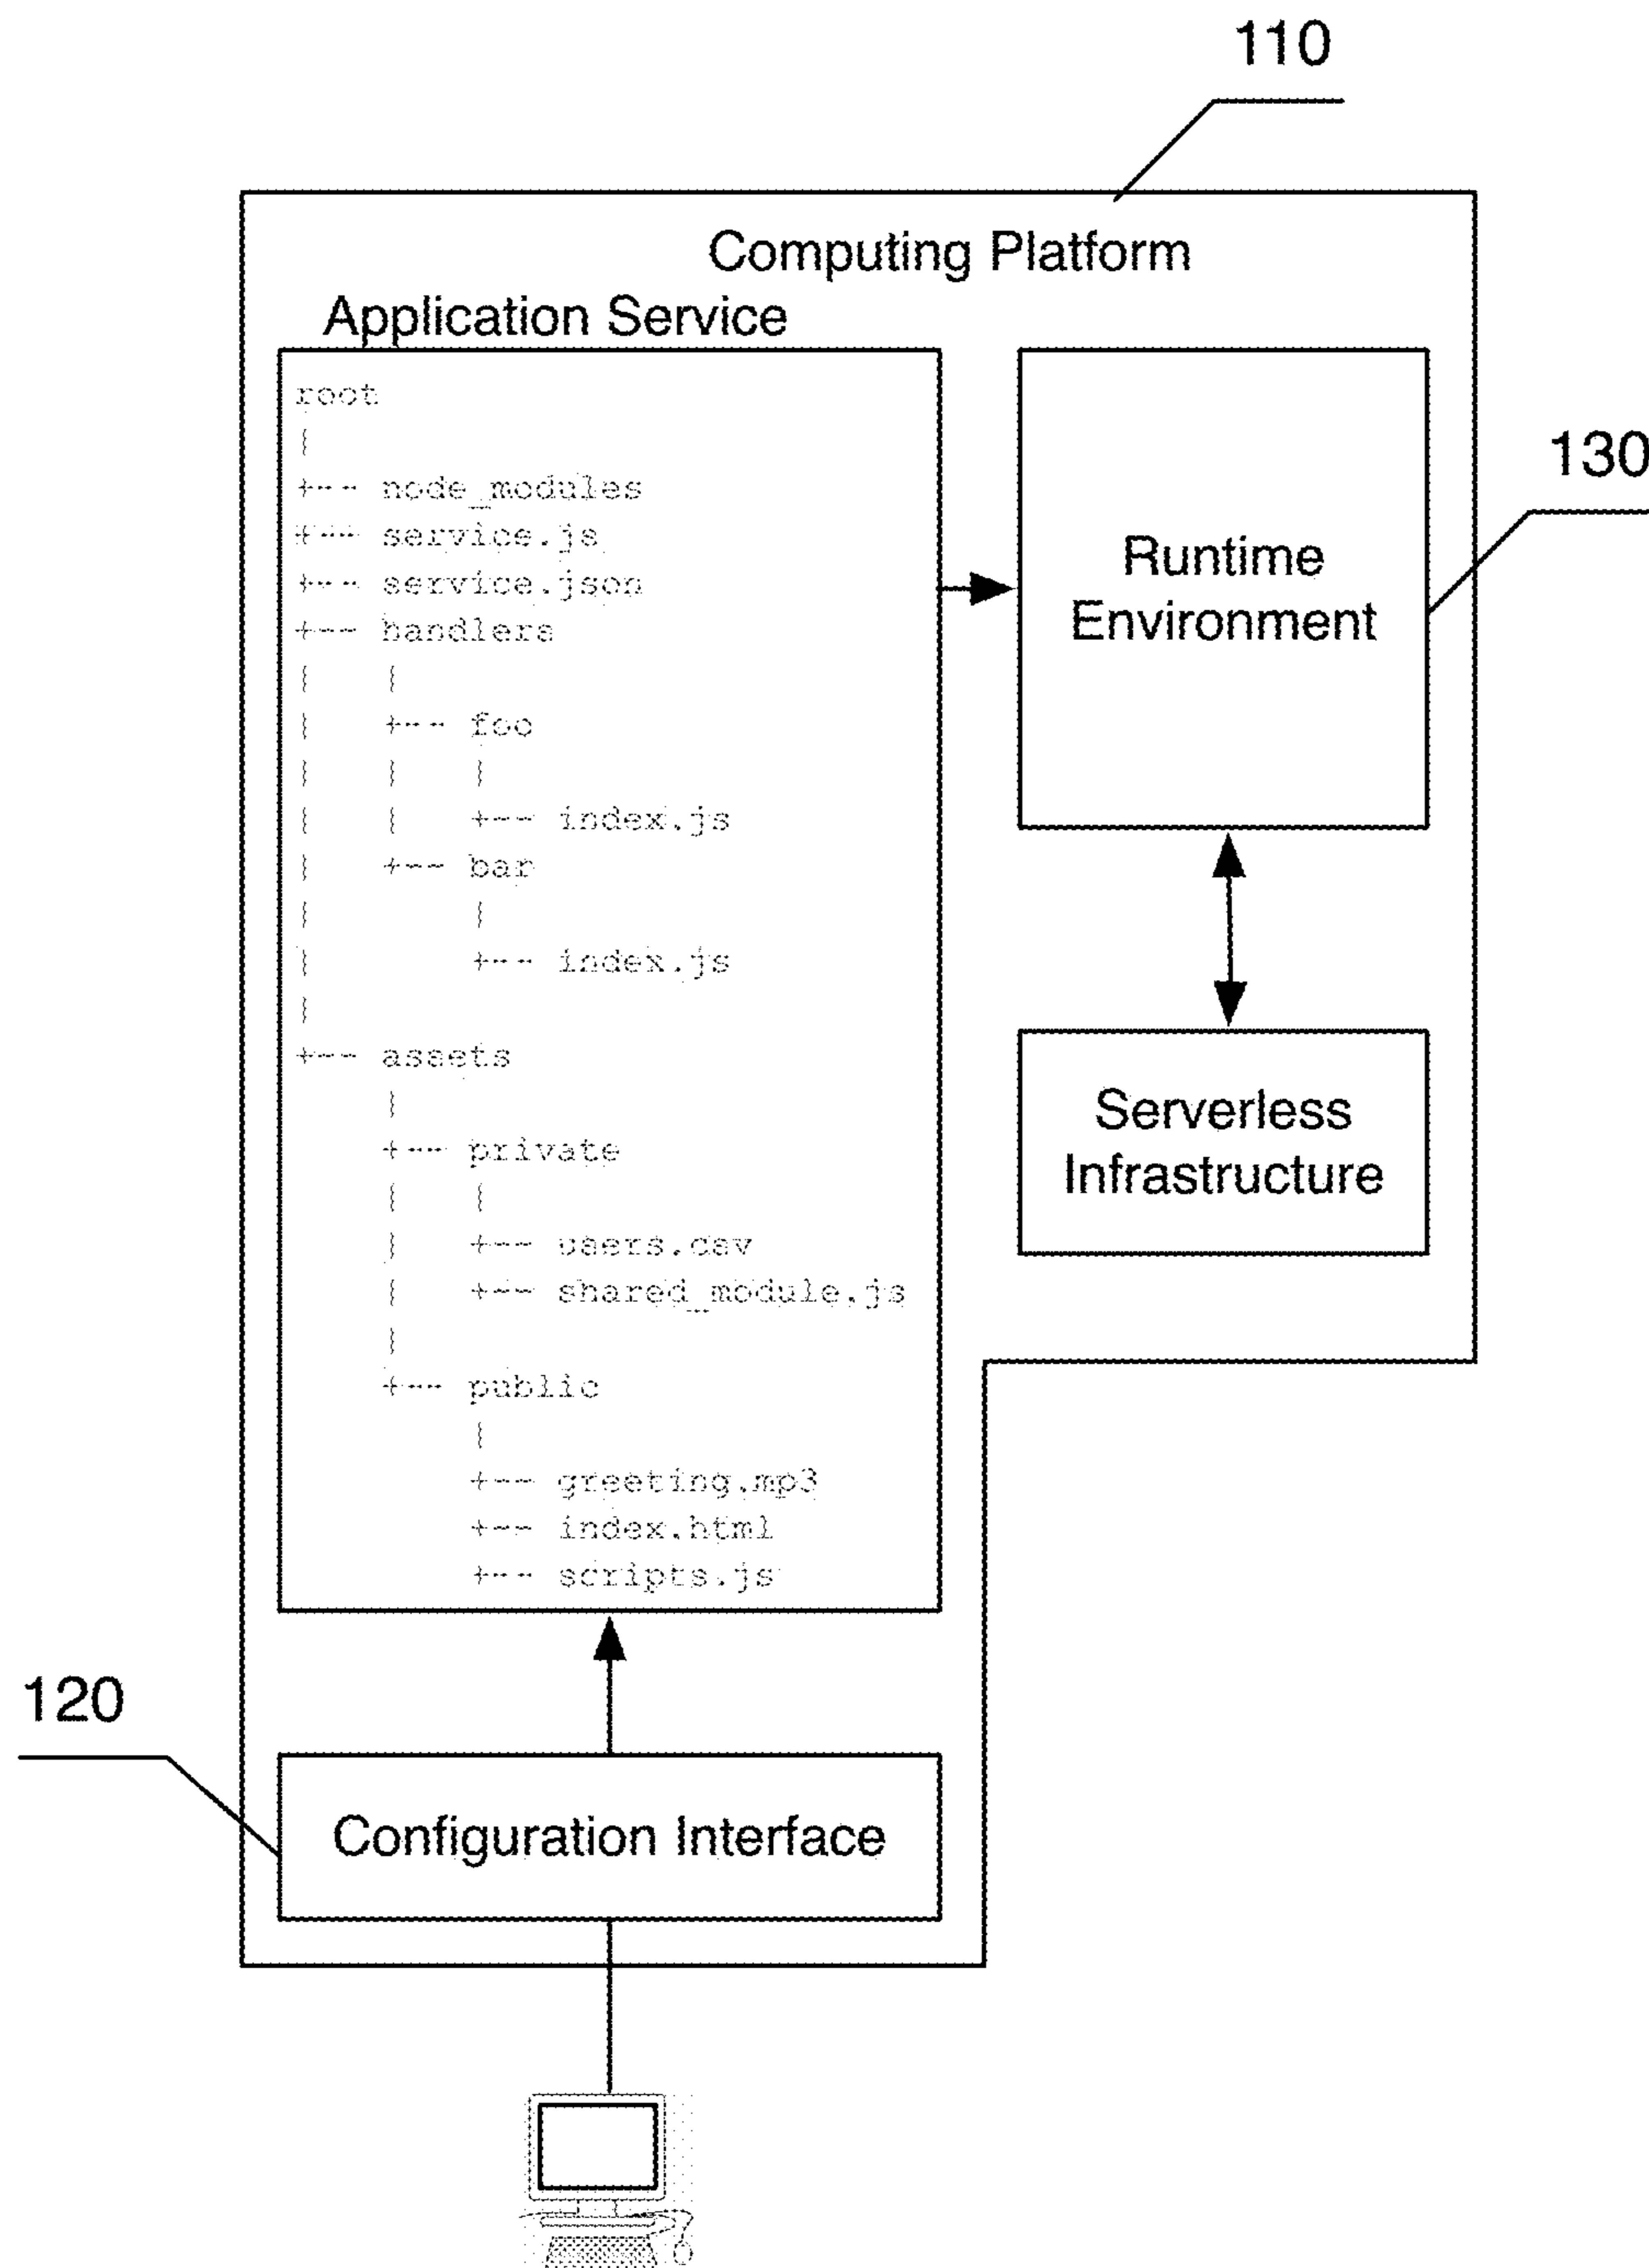 110
Computing Platform
Application Service
root
|
+-- node_modules
+-- service.js
+-- service.json
+-- handlers
|   |
|   +-- foo
|   |   |
|   |   +-- index.js
|   +-- bar
|       |
|       +-- index.js
|
+-- assets
    |
    +-- private
    |   |
    |   +-- users.csv
    |   +-- shared_module.js
    |
    +-- public
        |
        +-- greeting.mp3
        +-- index.html
        +-- scripts.js
Runtime
Environment
130
Serverless
Infrastructure
120
Configuration Interface